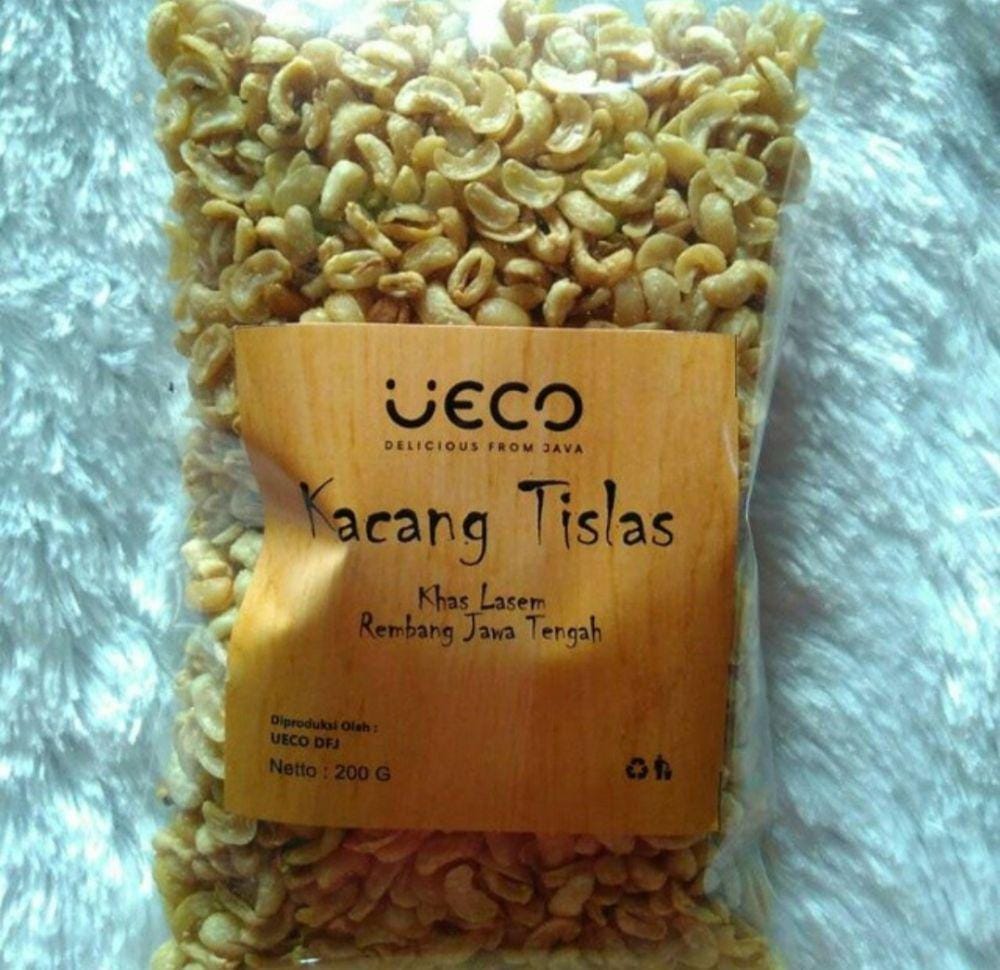 UECO
DELICIOUS FROM JAVA
Kacang Tislas
Khas Lasem
Rembang Jawa Tengah
Diproduksi Oleh :
UECO DFJ
Netto : 200 G